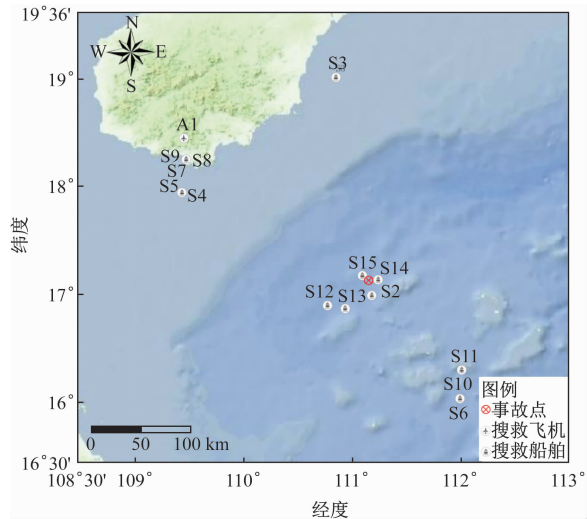 19°36′
N
W E
S
19°
S3
A1
S9 S8
S7
18°
S5 S4
纬度
S15 S14
17°
S12 S13 S2
S11
S10
图例
16°
事故点
S6
搜救飞机
0 50 100 km
搜救船舶
16°30′
108°30′ 109° 110° 111° 112° 113°
经度